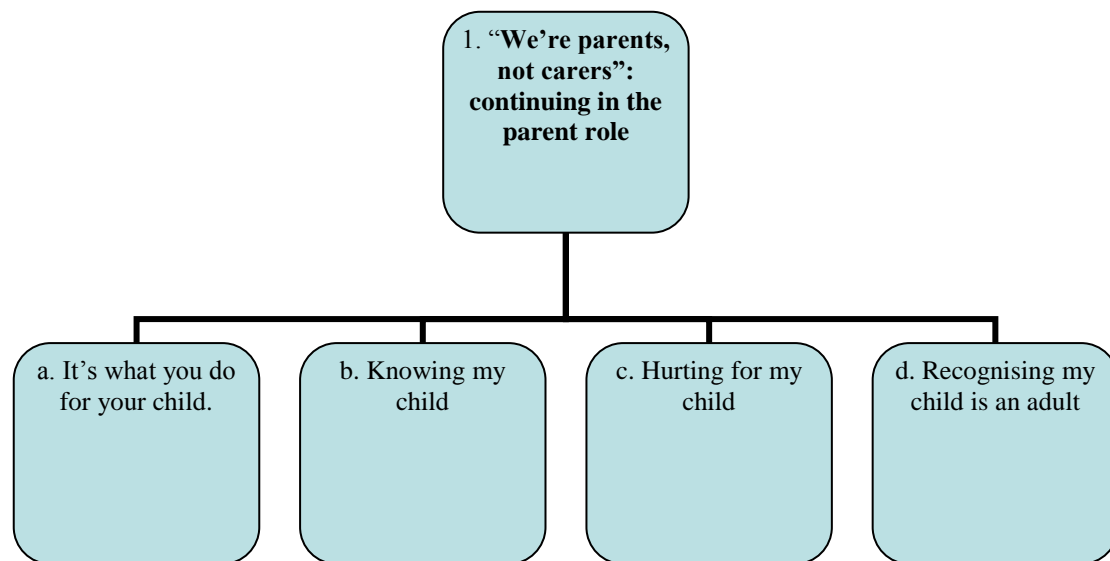 1. “We’re parents,
not carers”:
continuing in the
parent role
a. It’s what you do
for your child.
b. Knowing my
child
c. Hurting for my
child
d. Recognising my
child is an adult